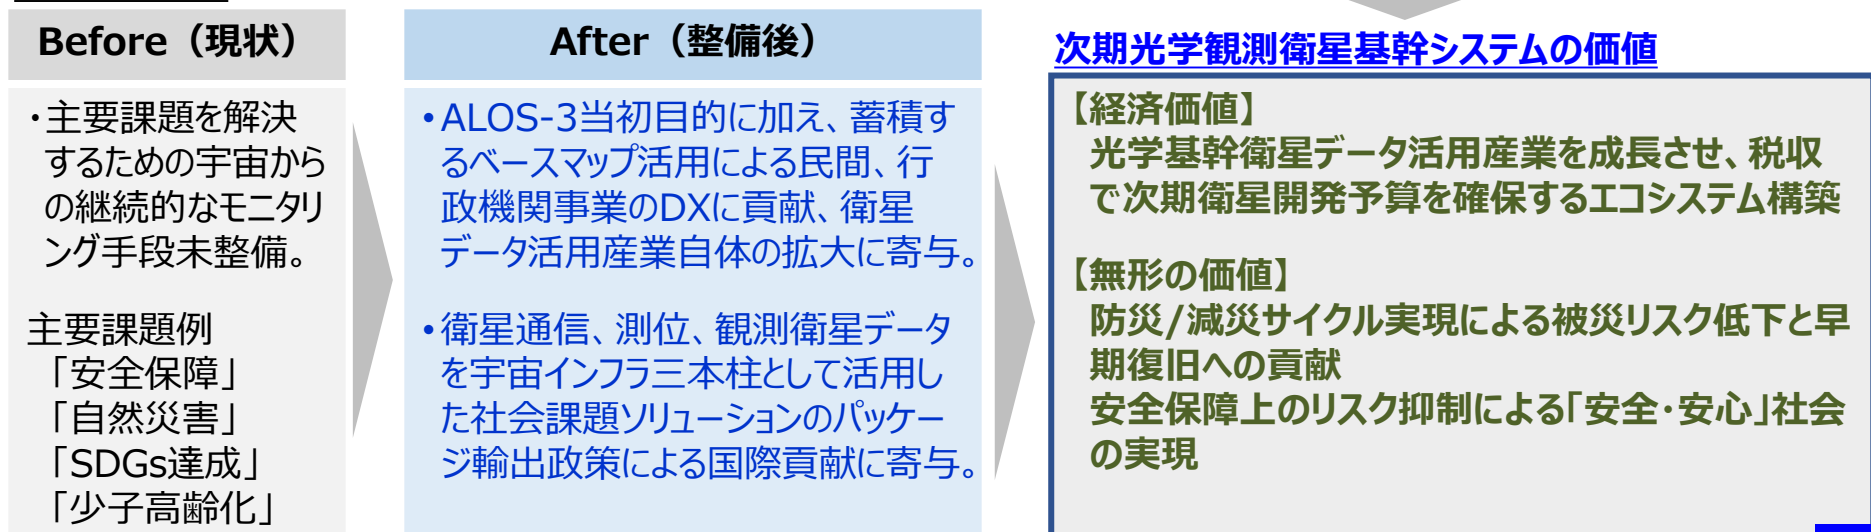 Before（現状）
・主要課題を解決
するための宇宙から
の継続的なモニタリ
ング手段未整備。
主要課題例
「安全保障」
「自然災害」
「SDGs達成」
「少子高齢化」
After（整備後）
•ALOS-3当初目的に加え、蓄積す
るベースマップ活用による民間、行
政機関事業のDXに貢献、衛星
データ活用産業自体の拡大に寄与。
•衛星通信、測位、観測衛星データ
を宇宙インフラ三本柱として活用し
た社会課題ソリューションのパッケー
ジ輸出政策による国際貢献に寄与。
次期光学観測衛星基幹システムの価値
【経済価値】
光学基幹衛星データ活用産業を成長させ、税収
で次期衛星開発予算を確保するエコシステム構築
【無形の価値】
防災/減災サイクル実現による被災リスク低下と早
期復旧への貢献
安全保障上のリスク抑制による「安全・安心」社会
の実現